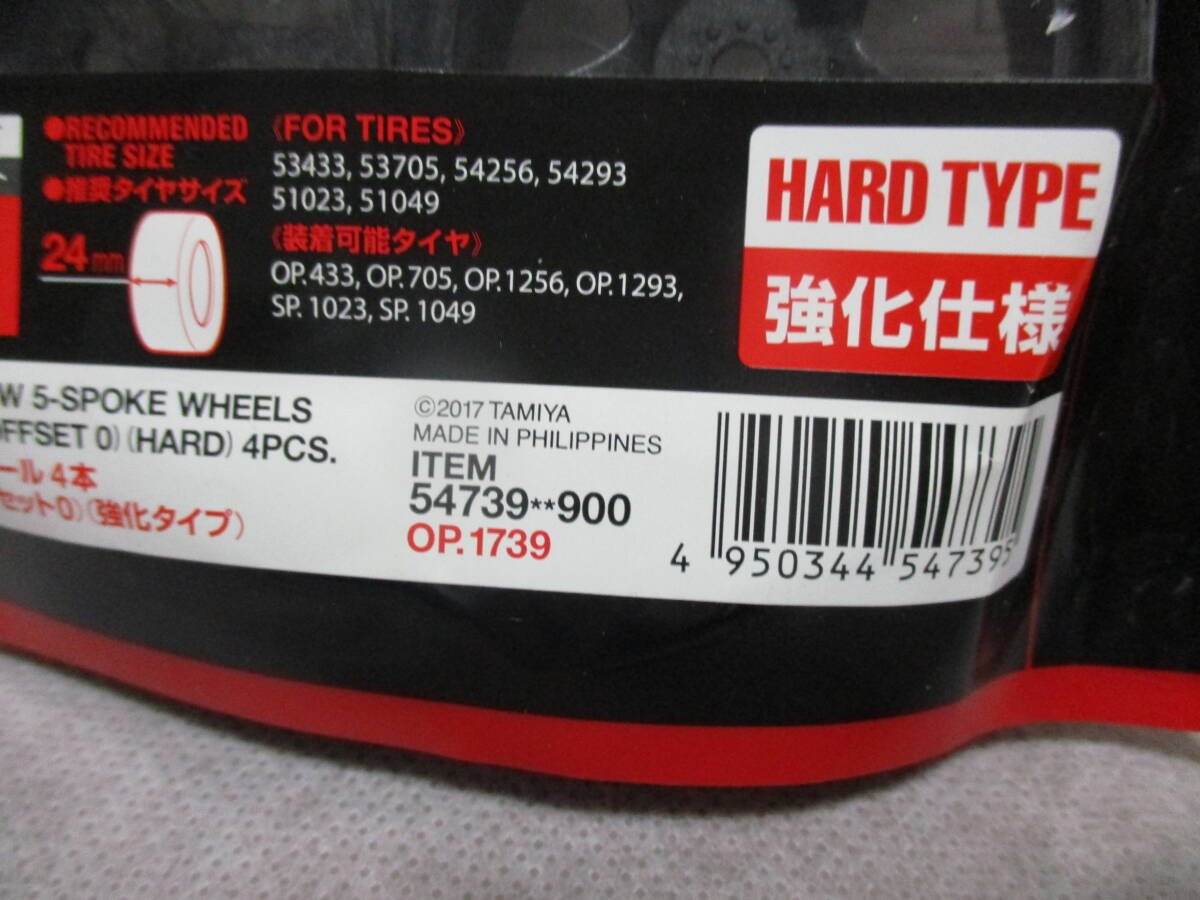 ●RECOMMENDED
TIRE SIZE
●推奨タイヤサイズ
24mm
《FOR TIRES》
53433, 53705, 54256, 54293
51023, 51049
《装着可能タイヤ》
OP.433, OP.705, OP.1256, OP.1293,
SP. 1023, SP. 1049
HARD TYPE
強化仕様
W 5-SPOKE WHEELS
OFFSET 0) (HARD) 4PCS.
ール4本
セット0)(強化タイプ)
©2017 TAMIYA
MADE IN PHILIPPINES
ITEM
54739**900
OP.1739
4 950344 547395